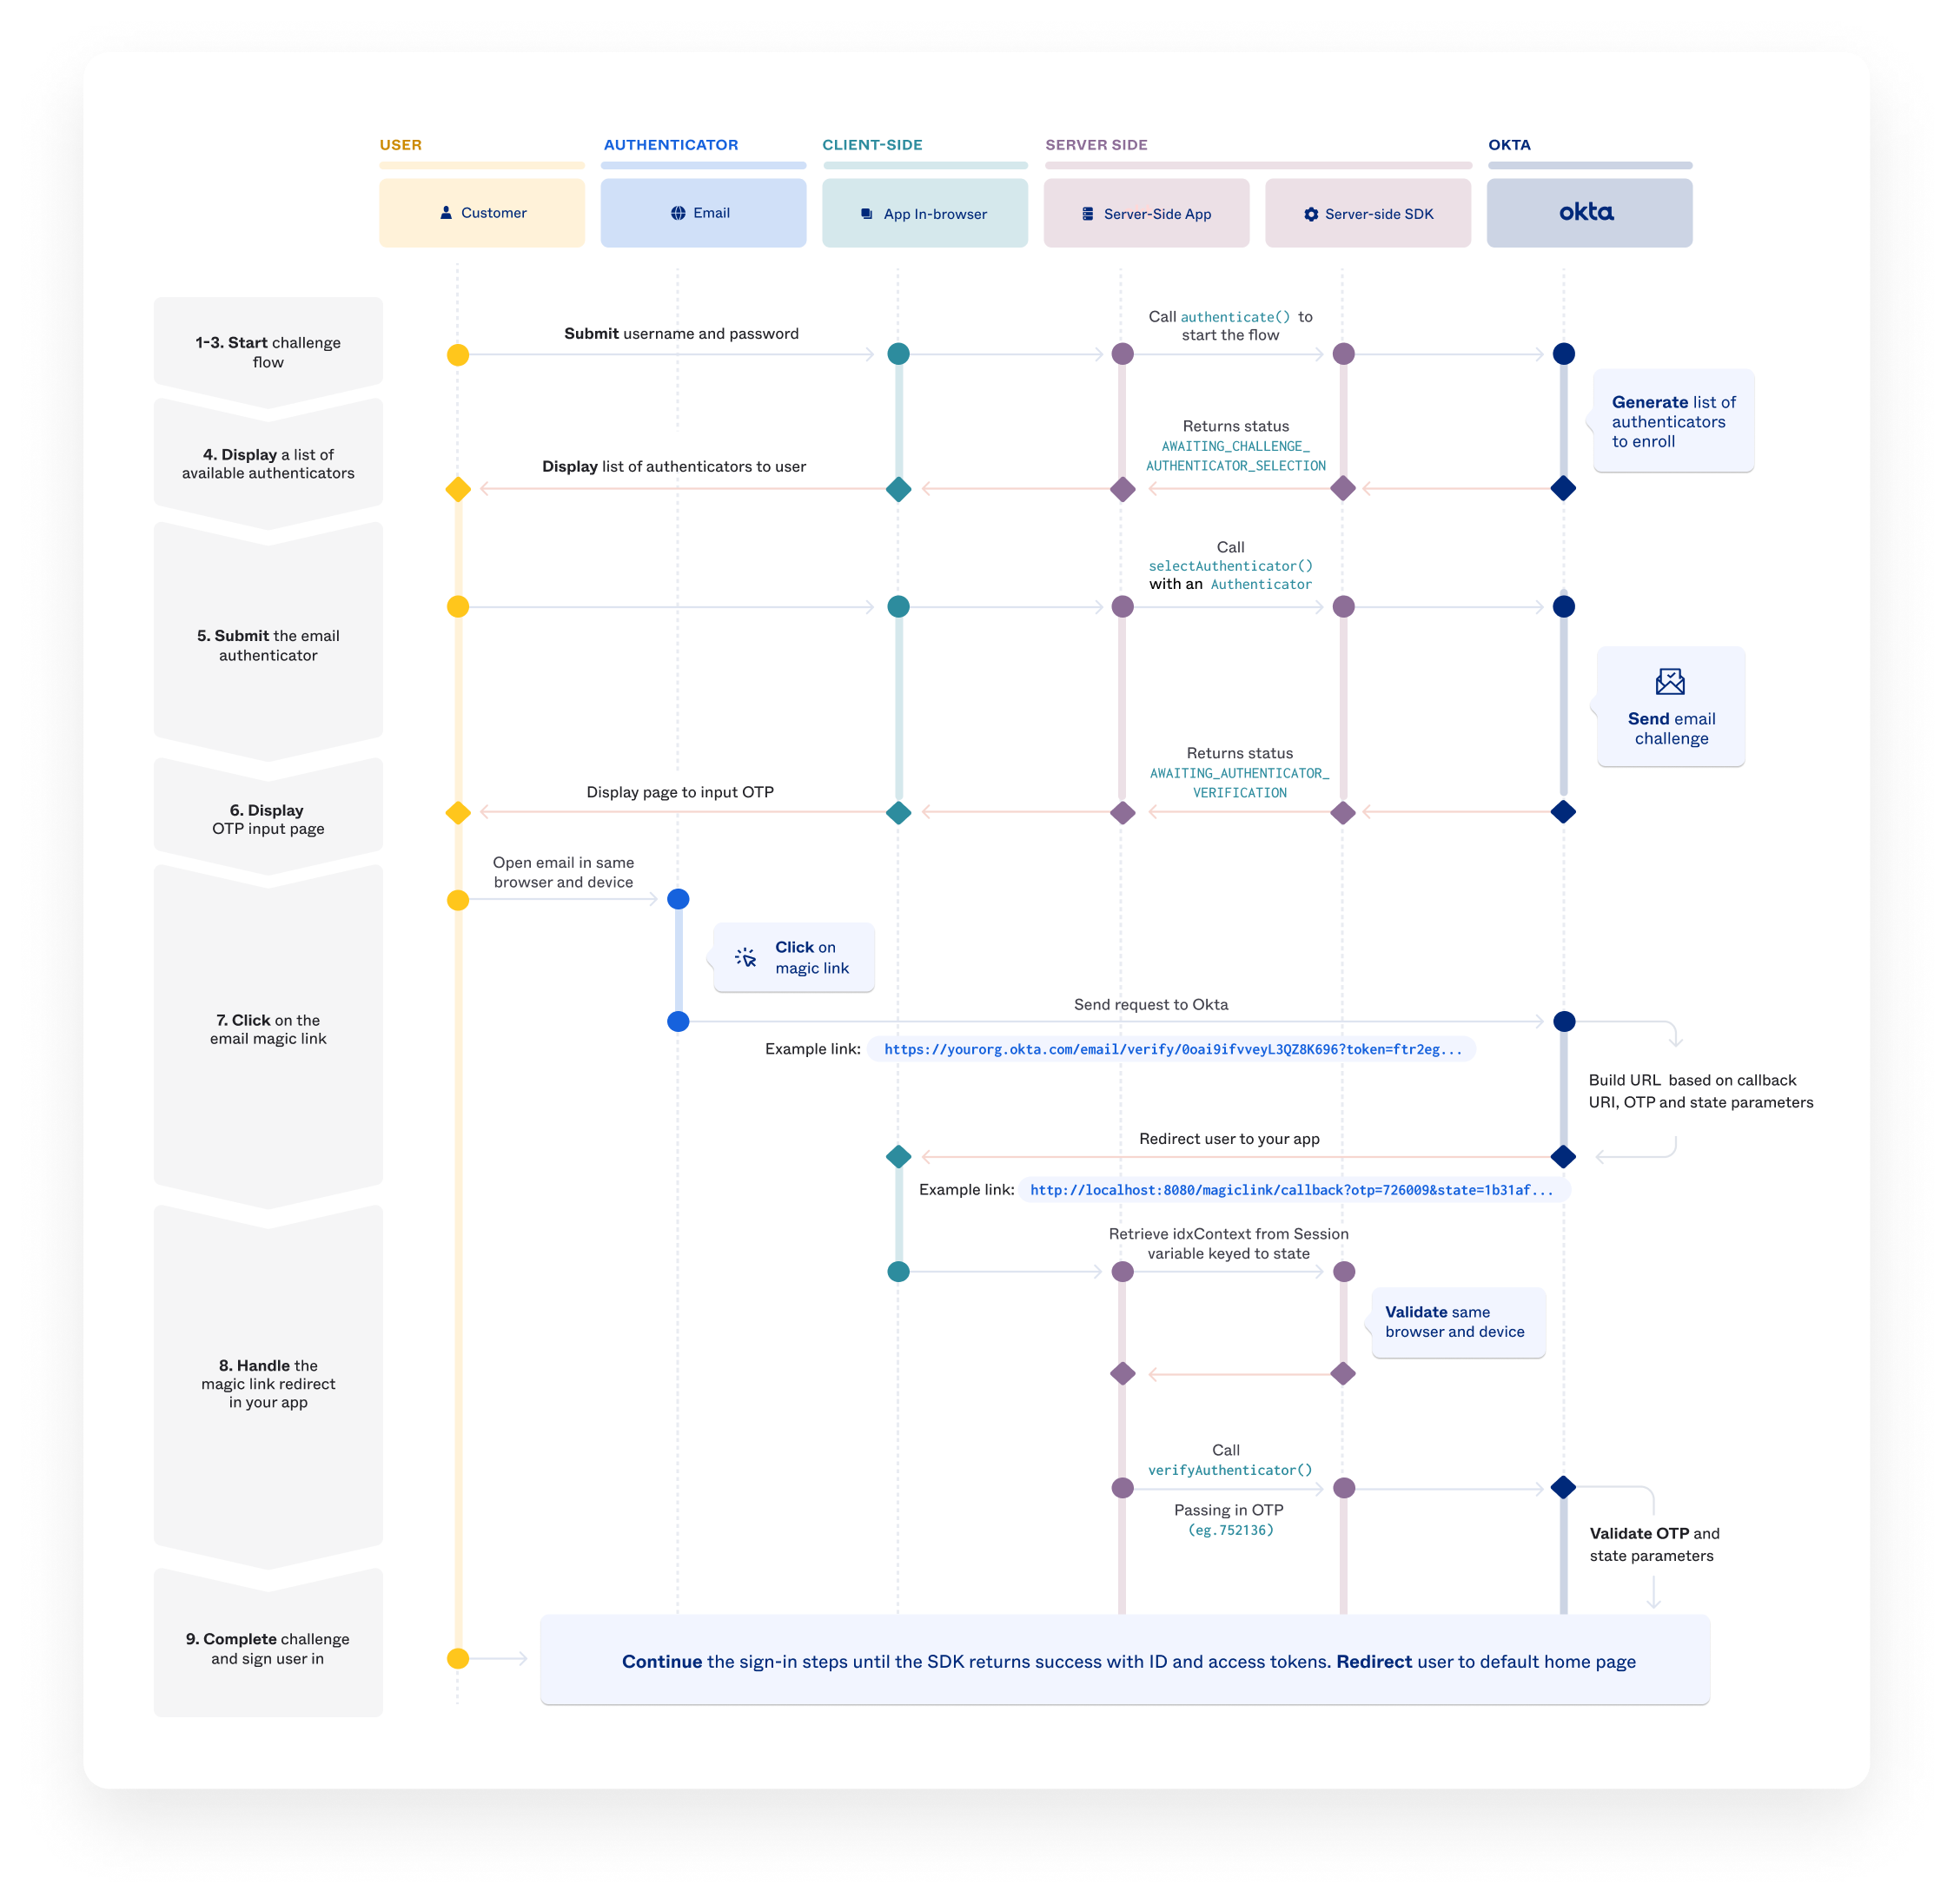 USER
AUTHENTICATOR
CLIENT-SIDE
SERVER SIDE
OKTA
Customer
Email
App In-browser
Server-Side App
Server-side SDK
okta
1-3. Start challenge
flow
Submit username and password
Call authenticate() to
start the flow
Generate list of
authenticators
to enroll
4. Display a list of
available authenticators
Display list of authenticators to user
Returns status
AWAITING_CHALLENGE_
AUTHENTICATOR_SELECTION
5. Submit the email
authenticator
Call
selectAuthenticator()
with an Authenticator
Send email
challenge
6. Display
OTP input page
Display page to input OTP
Returns status
AWAITING_AUTHENTICATOR_
VERIFICATION
7. Click on the
email magic link
Open email in same
browser and device
Click on
magic link
Send request to Okta
Example link: https://yourorg.okta.com/email/verify/0oai9ifvveyL3QZ8K696?token=ftr2eg...
Build URL based on callback
URI, OTP and state parameters
Redirect user to your app
Example link: http://localhost:8080/magiclink/callback?otp=726009&state=1b31af...
8. Handle the
magic link redirect
in your app
Retrieve idxContext from Session
variable keyed to state
Validate same
browser and device
Call
verifyAuthenticator()
Passing in OTP
(eg.752136)
Validate OTP and
state parameters
9. Complete challenge
and sign user in
Continue the sign-in steps until the SDK returns success with ID and access tokens. Redirect user to default home page